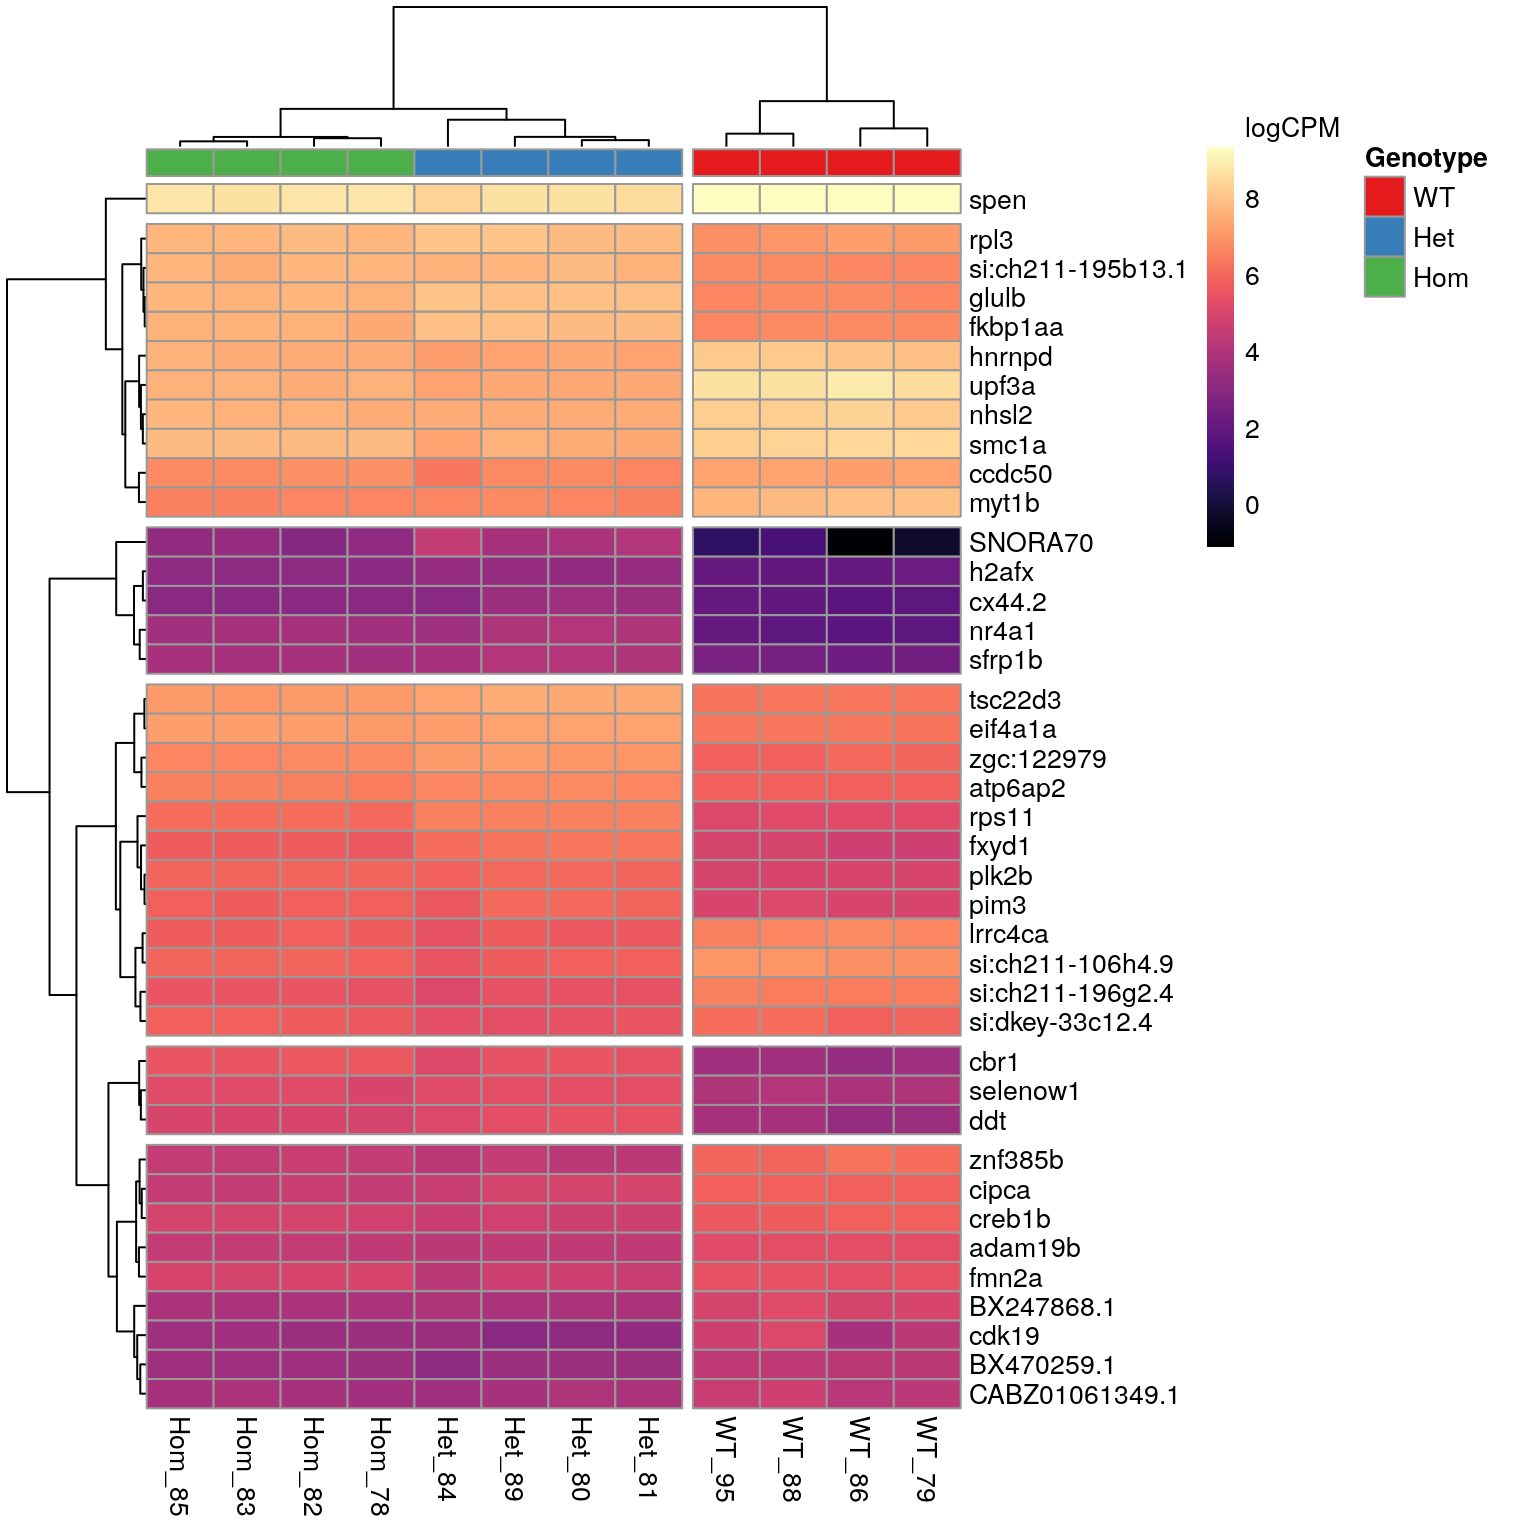 logCPM
8
6
4
2
0
Genotype
WT
Het
Hom
spen
rpl3
si:ch211-195b13.1
glulb
fkbp1aa
hnrnpd
upf3a
nhsl2
smc1a
ccdc50
myt1b
SNORA70
h2afx
cx44.2
nr4a1
sfrp1b
tsc22d3
eif4a1a
zgc:122979
atp6ap2
rps11
fxyd1
plk2b
pim3
lrrc4ca
si:ch211-106h4.9
si:ch211-196g2.4
si:dkey-33c12.4
cbr1
selenow1
ddt
znf385b
cipca
creb1b
adam19b
fmn2a
BX247868.1
cdk19
BX470259.1
CABZ01061349.1
Hom_85
Hom_83
Hom_82
Hom_78
Het_84
Het_89
Het_80
Het_81
WT_95
WT_88
WT_86
WT_79